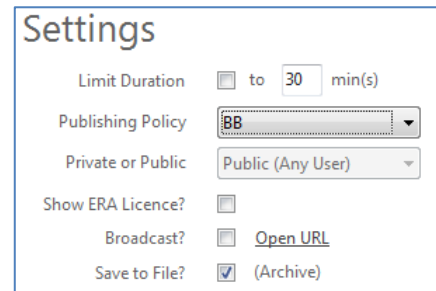 Settings
Limit Duration to 30 min(s)
Publishing Policy BB
Private or Public Public (Any User)
Show ERA Licence?
Broadcast? Open URL
Save to File? (Archive)